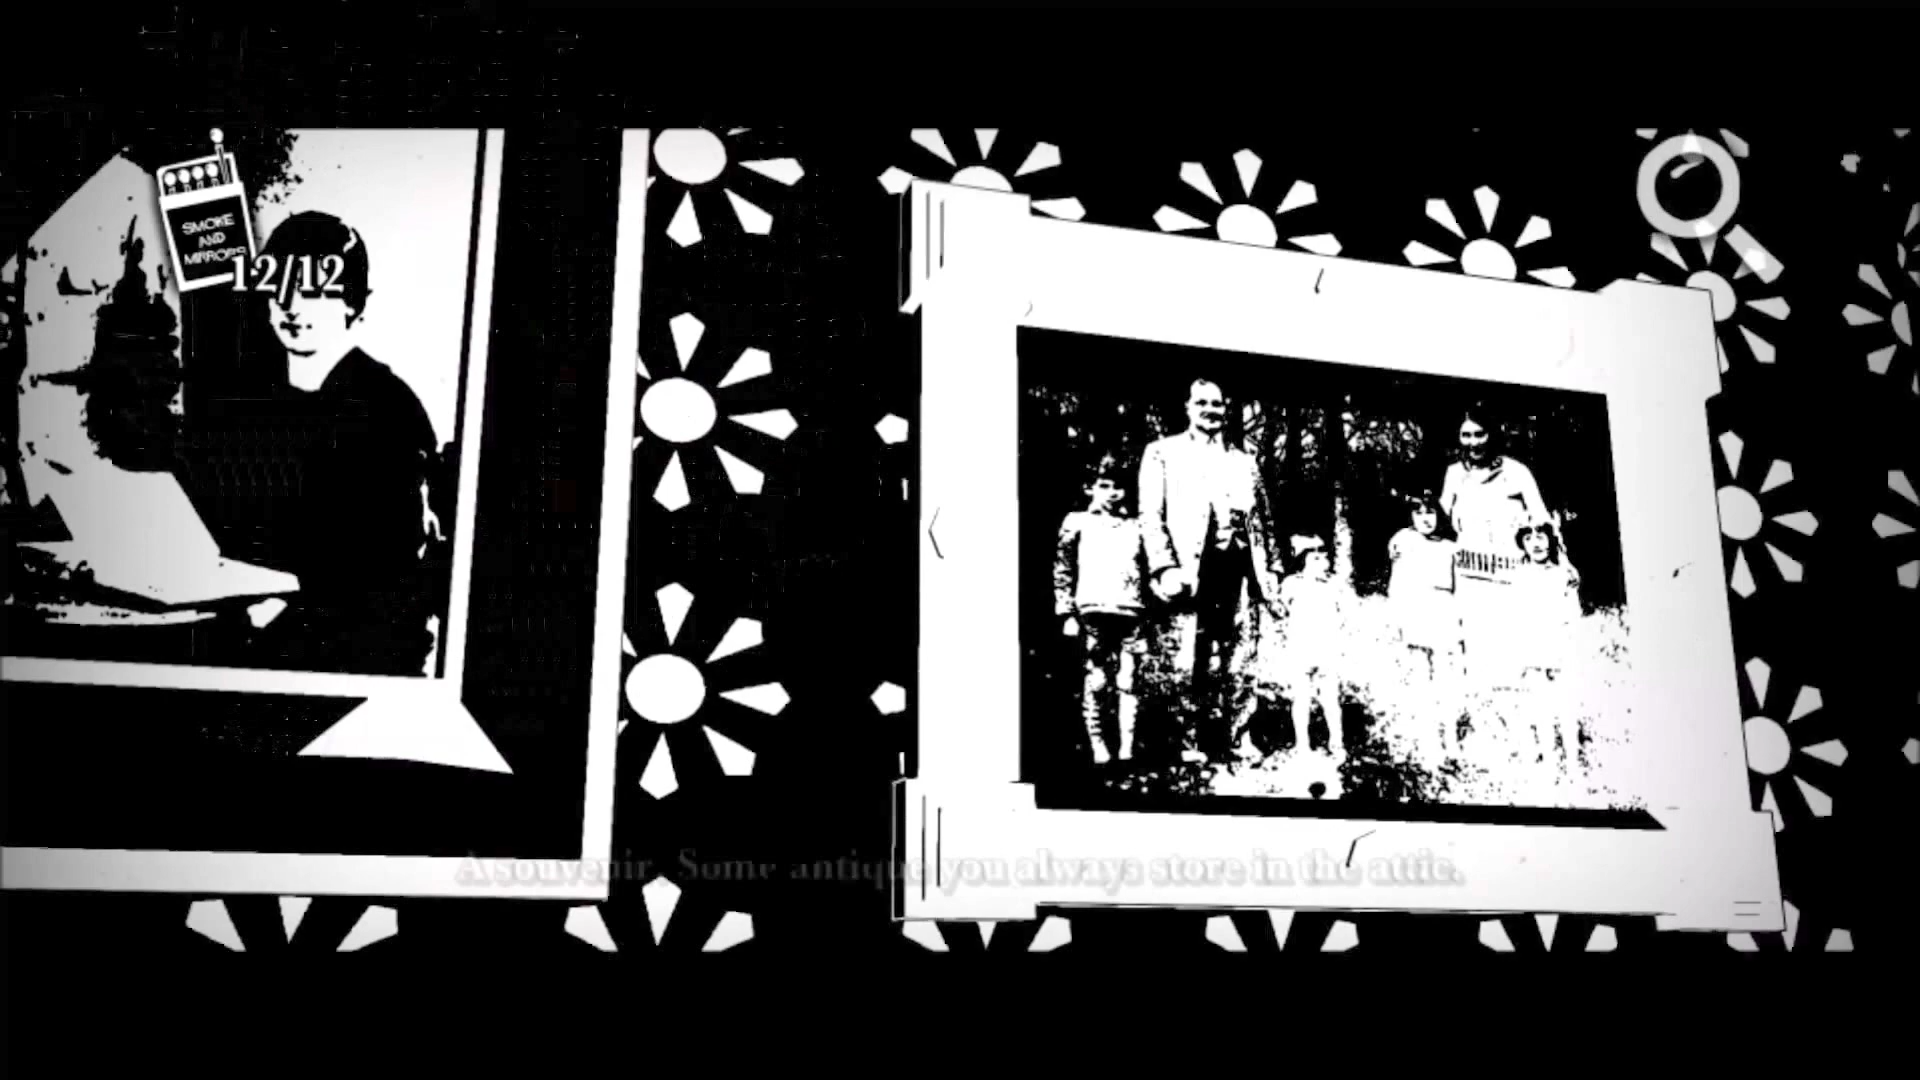 SMOKE
AND
MIRRORS
12/12
A souvenir. Some antique you always store in the attic.